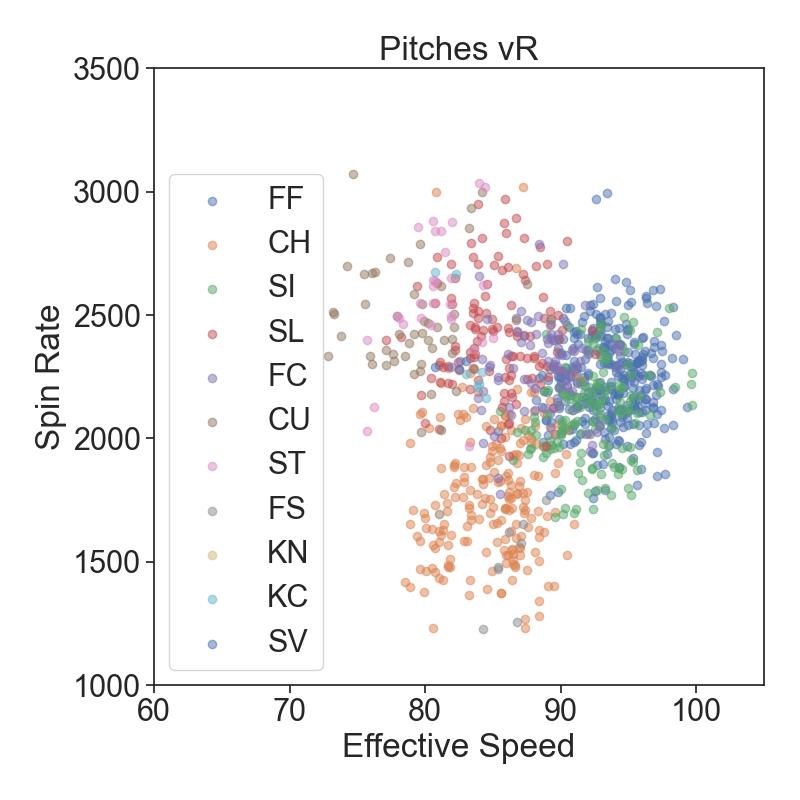 Pitches vR
3500
3000
2500
2000
1500
1000
Spin Rate
FF
CH
SI
SL
FC
CU
ST
FS
KN
KC
SV
60 70 80 90 100
Effective Speed